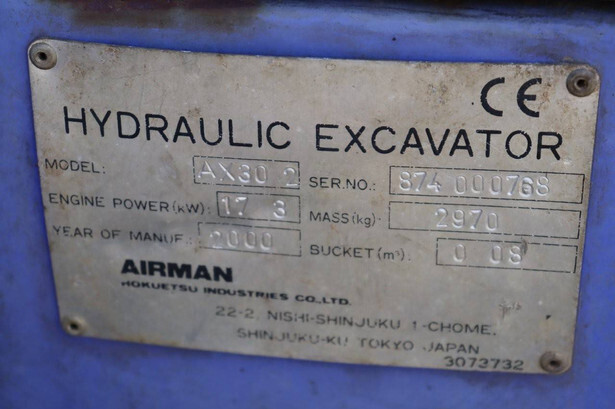 CE
HYDRAULIC EXCAVATOR
MODEL: AX30 2 SER.NO.: 874 000768
ENGINE POWER(kW): 17 3 MASS(kg): 2970
YEAR OF MANUF.: 2000 BUCKET(m³): 0 08
AIRMAN
HOKUETSU INDUSTRIES CO.,LTD.
22-2, NISHI-SHINJUKU 1-CHOME,
SHINJUKU-KU TOKYO JAPAN
3073732